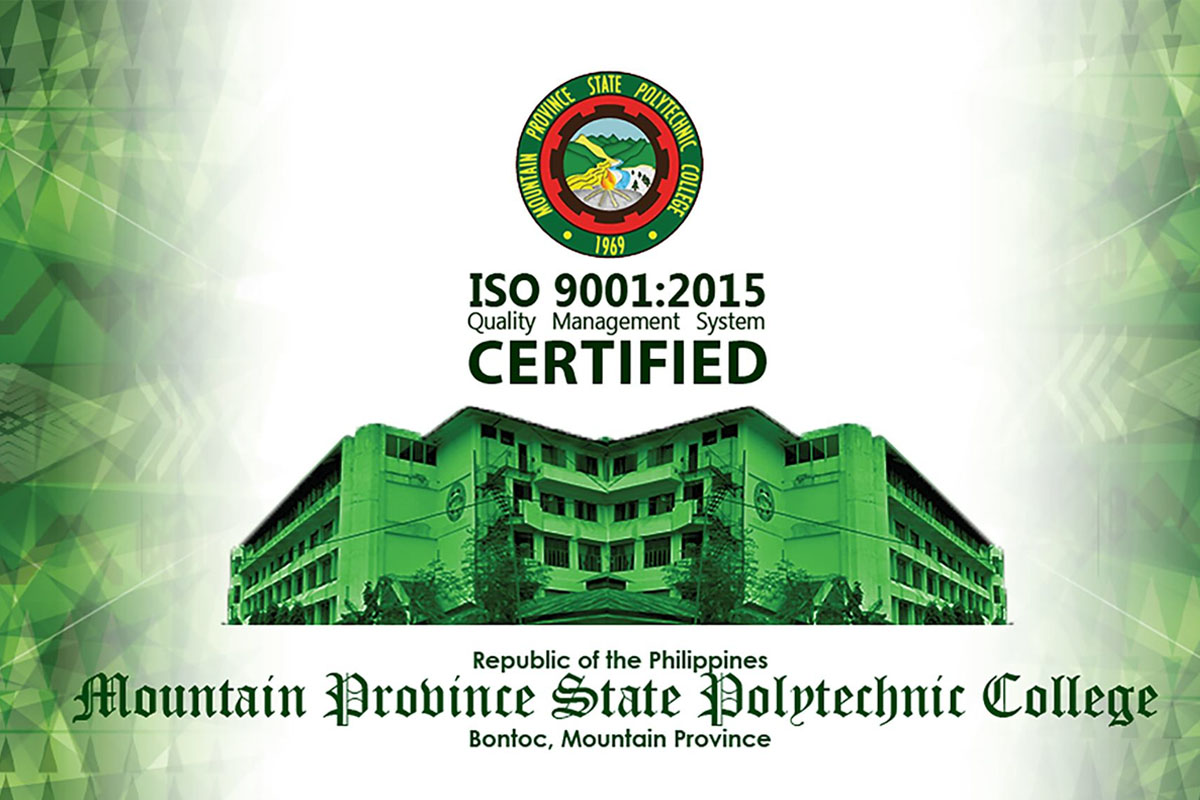 MOUNTAIN PROVINCE STATE POLYTECHNIC COLLEGE
1969
ISO 9001:2015
Quality Management System
CERTIFIED
Republic of the Philippines
Mountain Province State Polytechnic College
Bontoc, Mountain Province